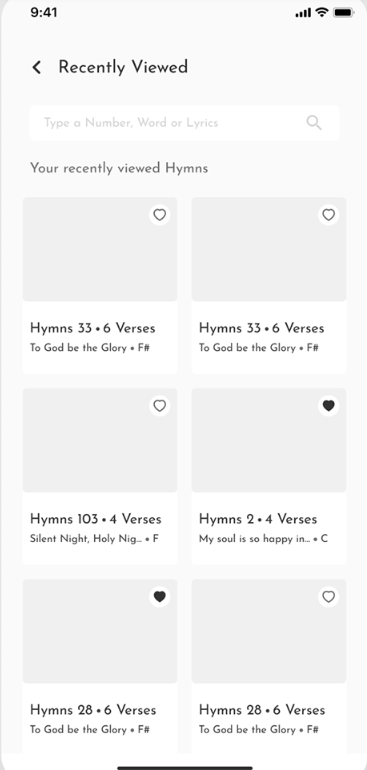 9:41
Recently Viewed
Type a Number, Word or Lyrics
Your recently viewed Hymns
Hymns 33 • 6 Verses
To God be the Glory • F#
Hymns 33 • 6 Verses
To God be the Glory • F#
Hymns 103 • 4 Verses
Silent Night, Holy Nig... • F
Hymns 2 • 4 Verses
My soul is so happy in... • C
Hymns 28 • 6 Verses
To God be the Glory • F#
Hymns 28 • 6 Verses
To God be the Glory • F#